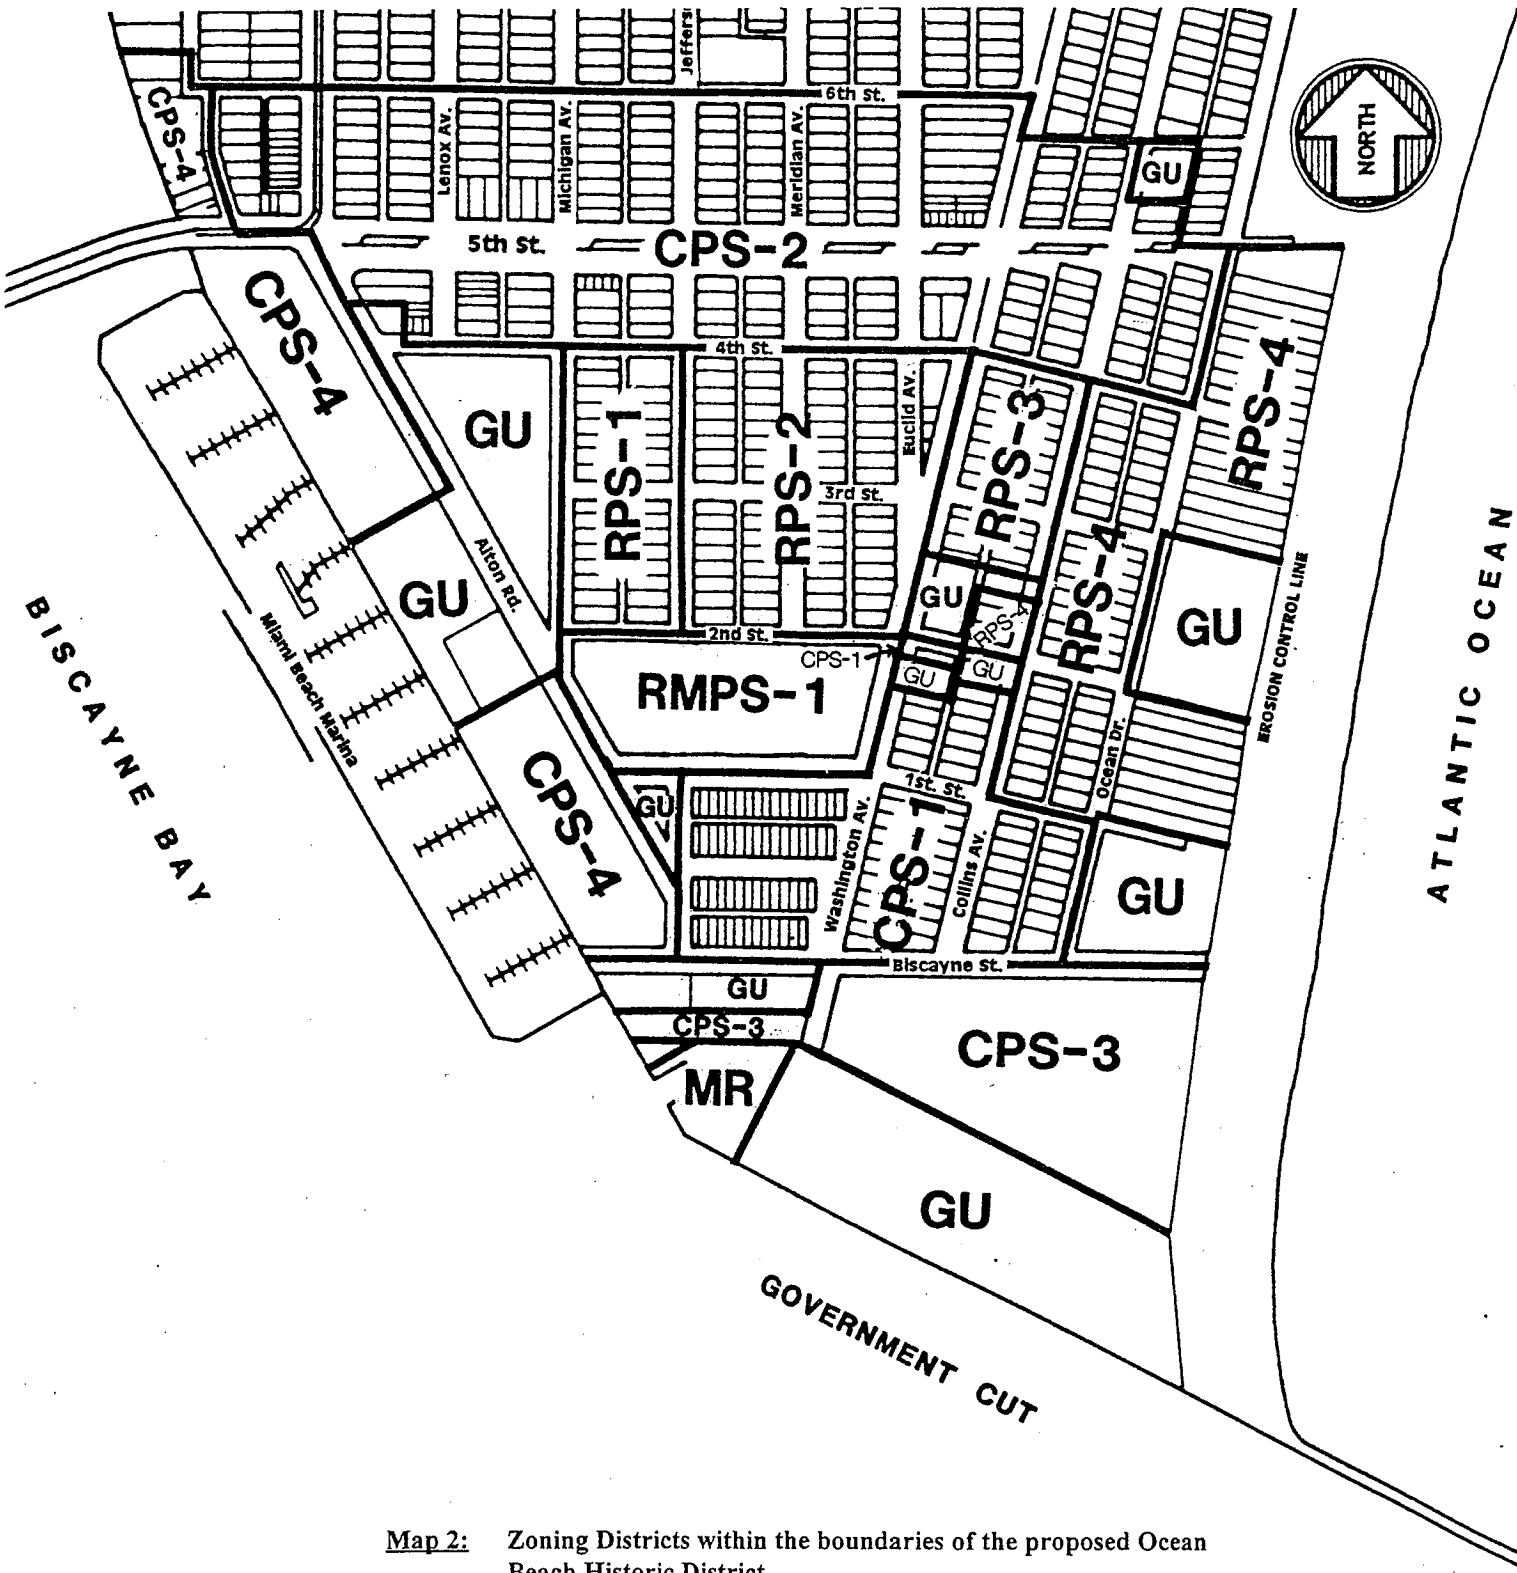 Jeffers
6th St.
CPS-4
Lenox Av.
Michigan Av.
Meridian Av.
GU
NORTH
5th St.
CPS-2
CPS-4
RPS-4
4th St.
GU
RPS-1
RPS-2
Euclid Av.
RPS-3
3rd St.
ATLANTIC OCEAN
Alton Rd.
GU
BISCAYNE BAY
Miami Beach Marina
RPS-4
GU
RPS-4
GU
EROSION CONTROL LINE
2nd St.
CPS-1
GU
GU
RMPS-1
Ocean Dr.
CPS-4
GU
1st. St.
Washington Av.
CPS-1
Collins Av.
GU
Biscayne St.
GU
CPS-3
CPS-3
MR
GU
GOVERNMENT CUT
Map 2: Zoning Districts within the boundaries of the proposed Ocean
Beach Historic District